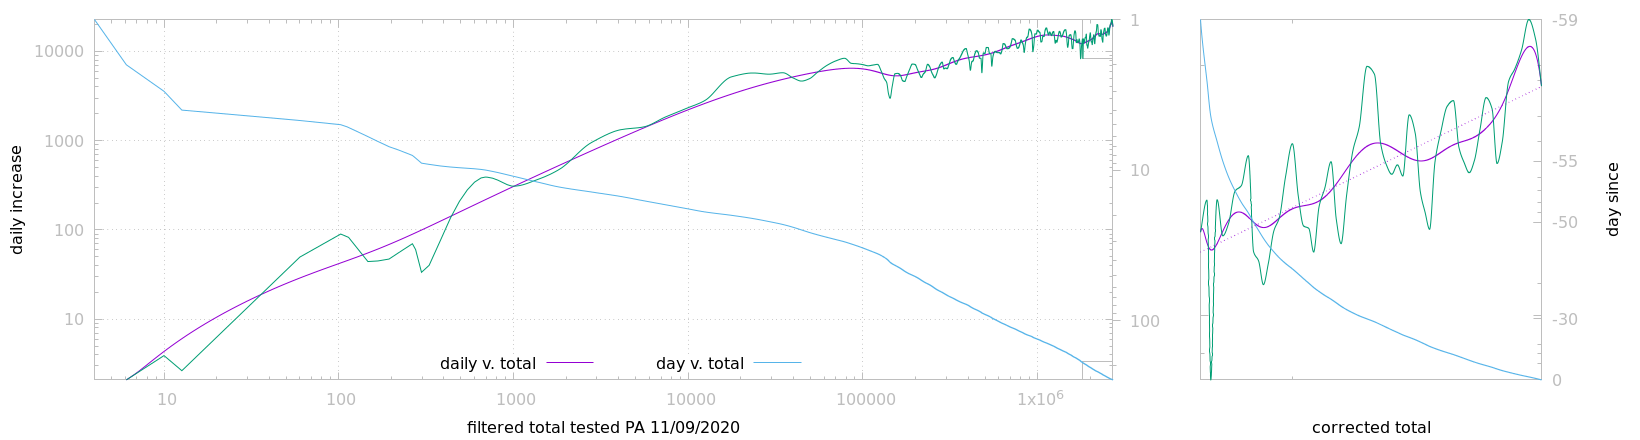 daily increase
10000
1000
100
10
10
100
1000
10000
100000
1x10⁶
1
10
100
daily v. total
day v. total
filtered total tested PA 11/09/2020
-59
-55
-50
-30
0
day since
corrected total